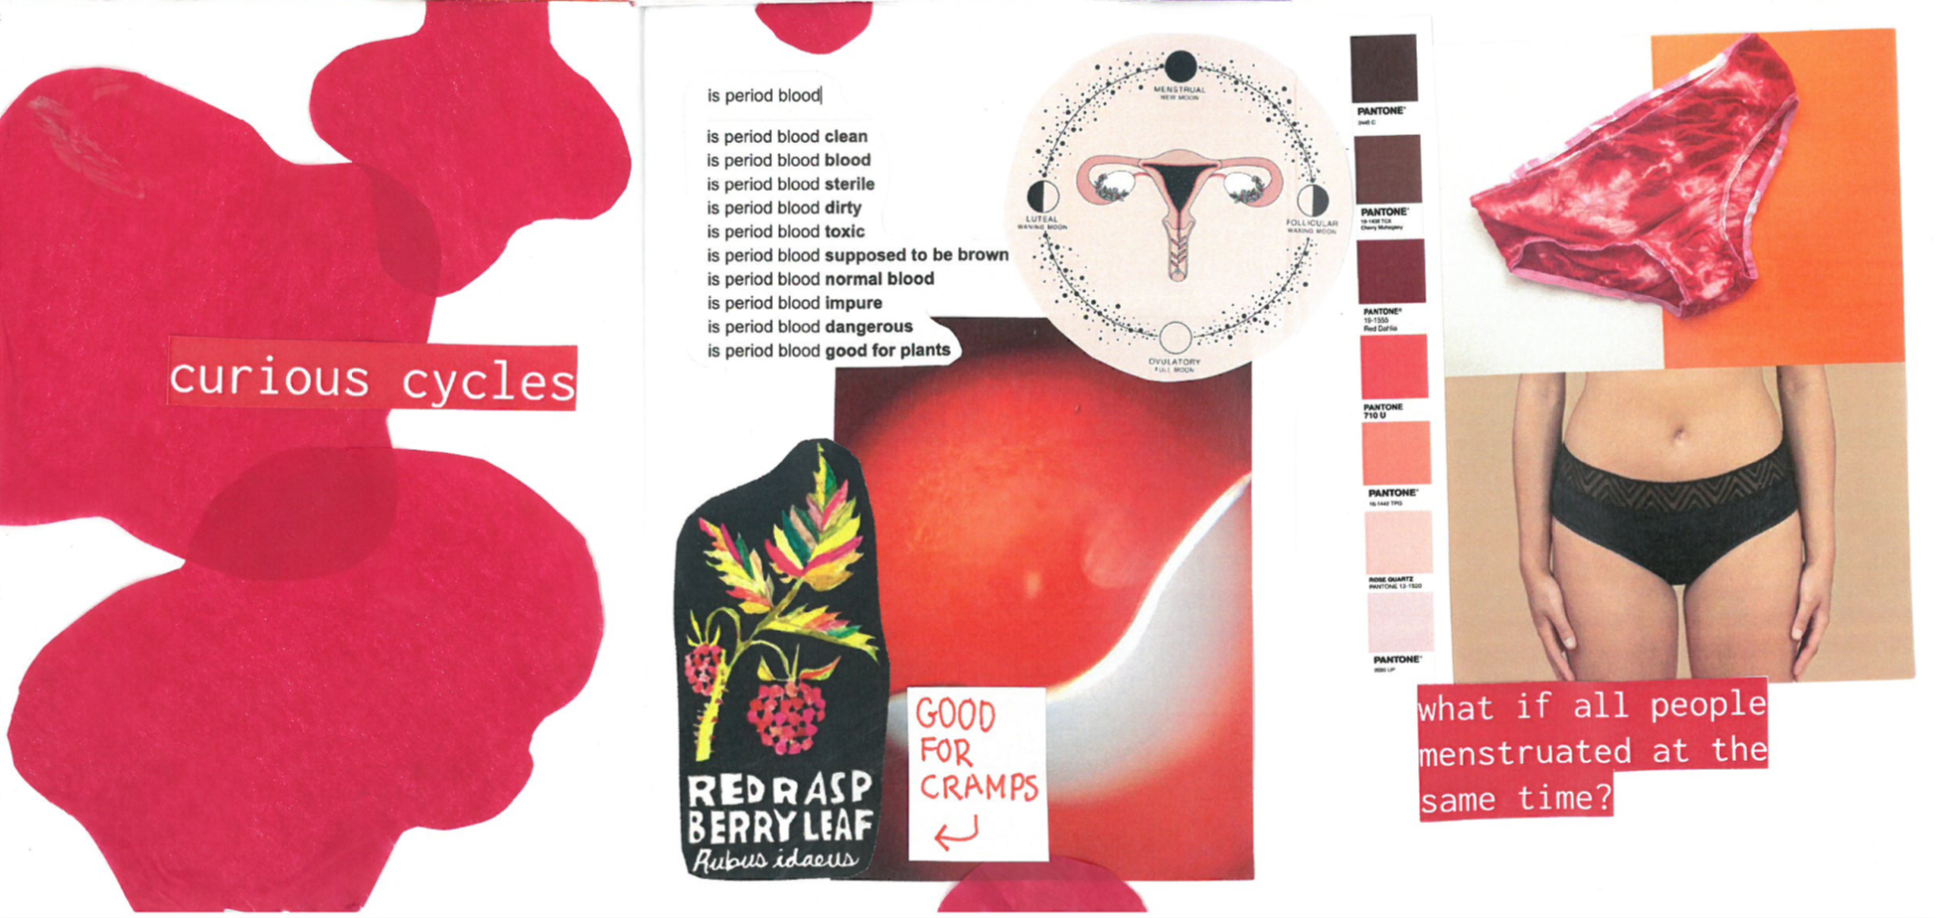 curious cycles
is period blood
is period blood clean
is period blood blood
is period blood sterile
is period blood dirty
is period blood toxic
is period blood supposed to be brown
is period blood normal blood
is period blood impure
is period blood dangerous
is period blood good for plants
MENSTRUAL
NEW MOON
LUTEAL
WANING MOON
FOLLICULAR
WAXING MOON
OVULATORY
FULL MOON
RED RASP
BERRY LEAF
Rubus idaeus
GOOD
FOR
CRAMPS
PANTONE®
PANTONE®
Cherry Mahogany
PANTONE®
19-1555
Red Dahlia
PANTONE
710 U
PANTONE®
ROSE QUARTZ
PANTONE 13-1520
PANTONE®
what if all people
menstruated at the
same time?